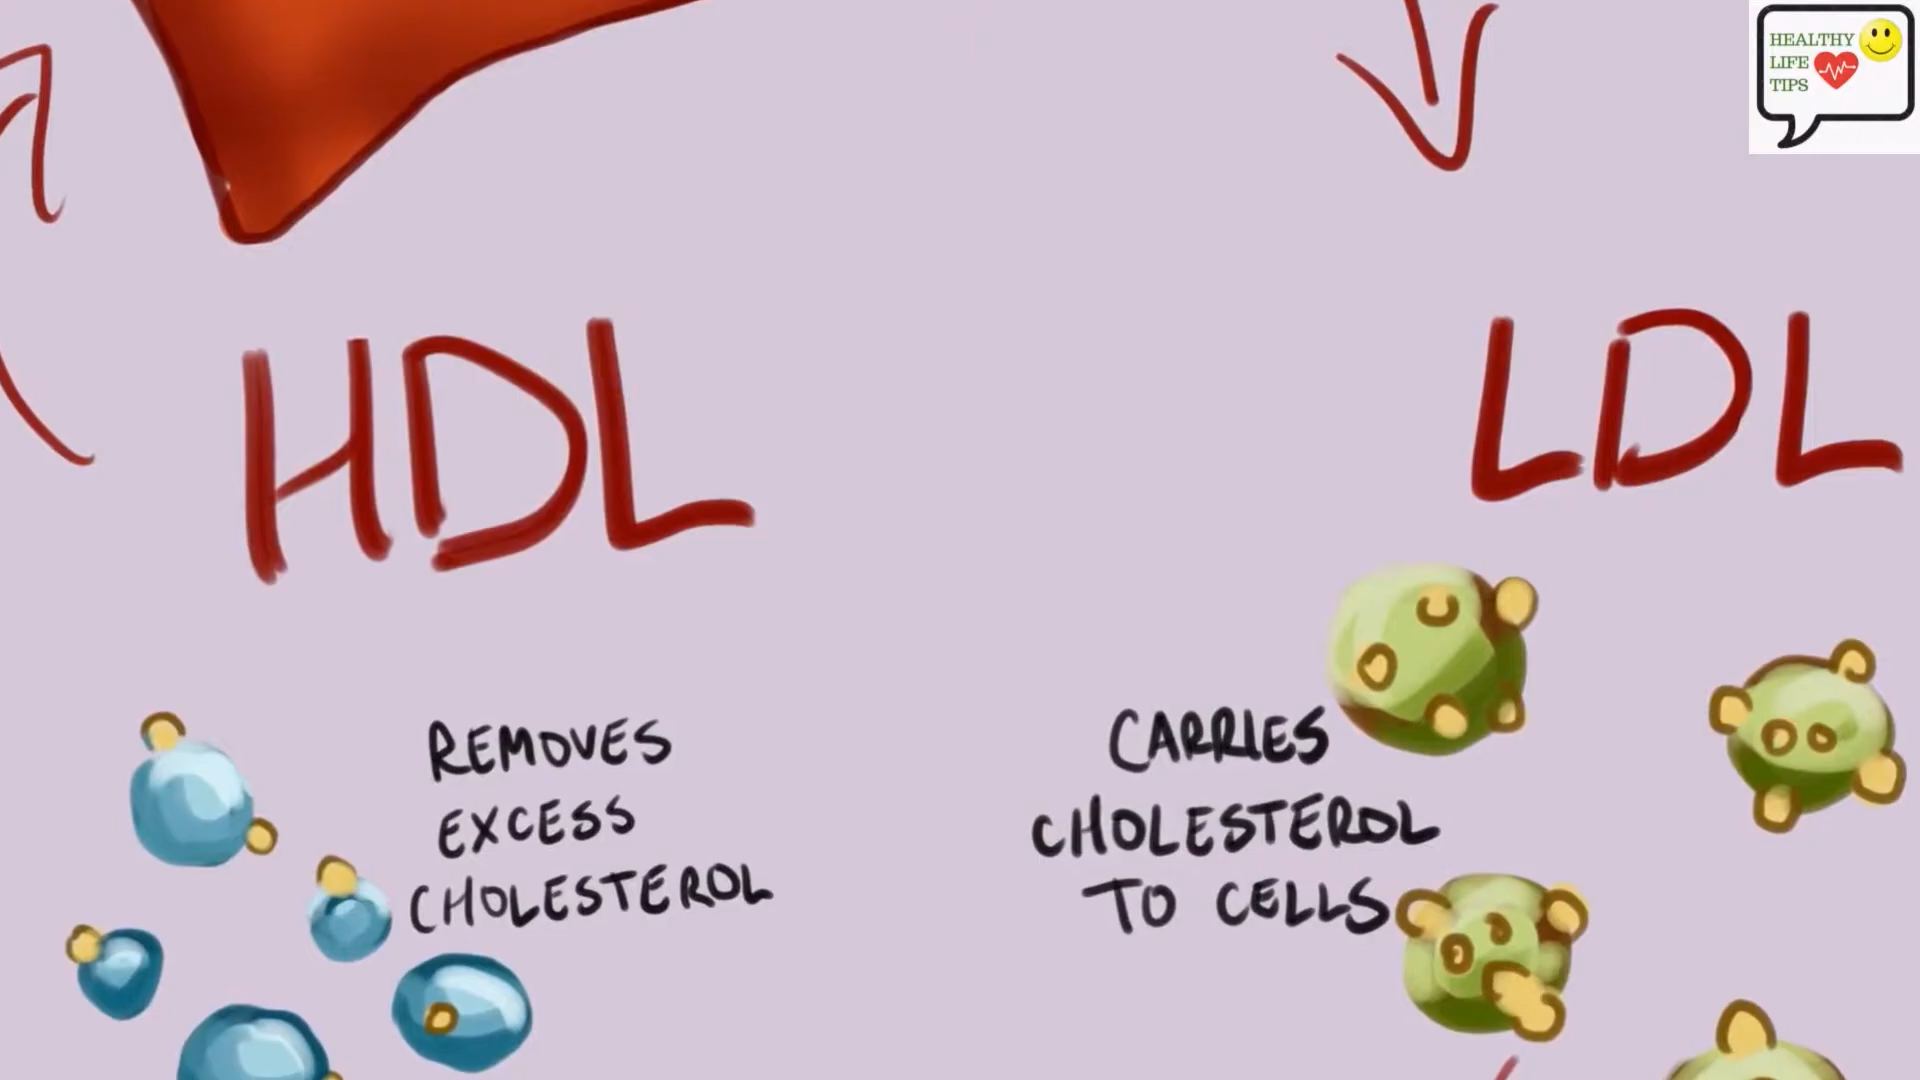 HEALTHY
LIFE
TIPS
HDL
LDL
REMOVES
EXCESS
CHOLESTEROL
CARRIES
CHOLESTEROL
TO CELLS